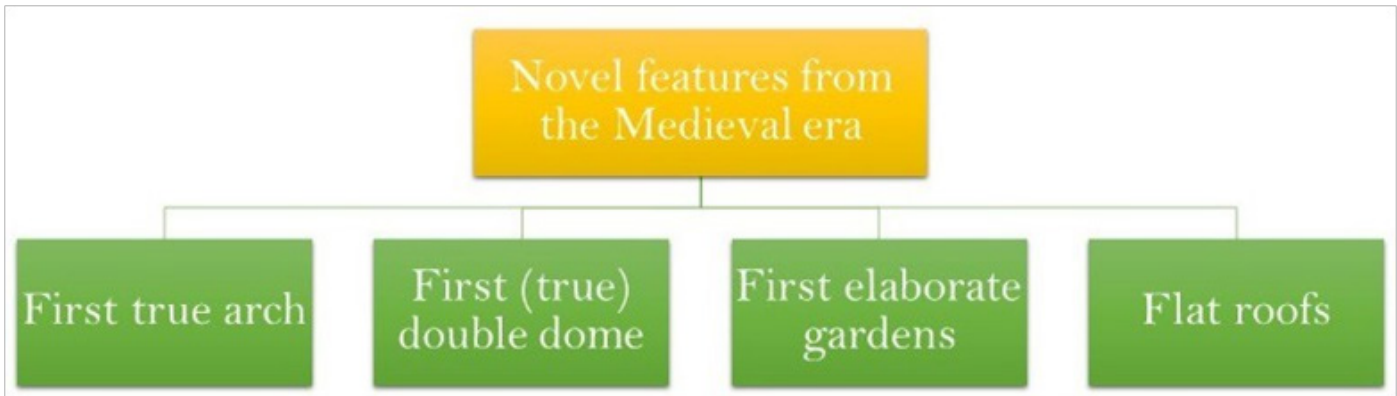 Novel features from
the Medieval era
First true arch
First (true)
double dome
First elaborate
gardens
Flat roofs